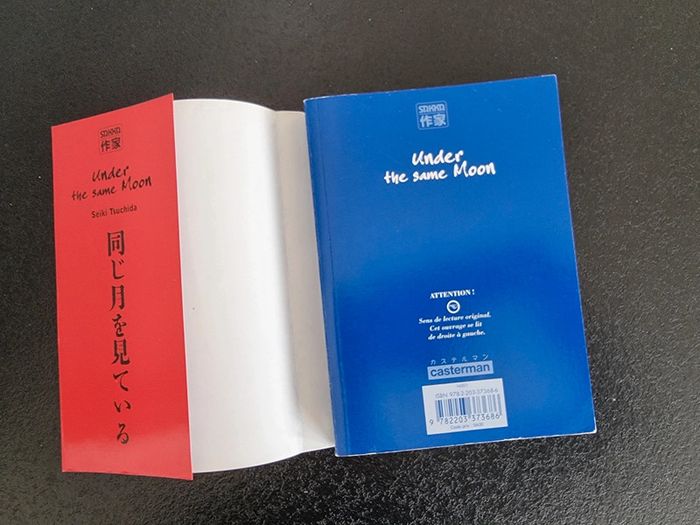 SAKKA
作家
Under
the same Moon
Seiki Tsuchida
同じ月を見ている
SAKKA
作家
Under
the same Moon
ATTENTION !
Sens de lecture original.
Cet ouvrage se lit
de droite à gauche.
カステルマン
casterman
ISBN 978-2-203-37368-6
9 782203 373686